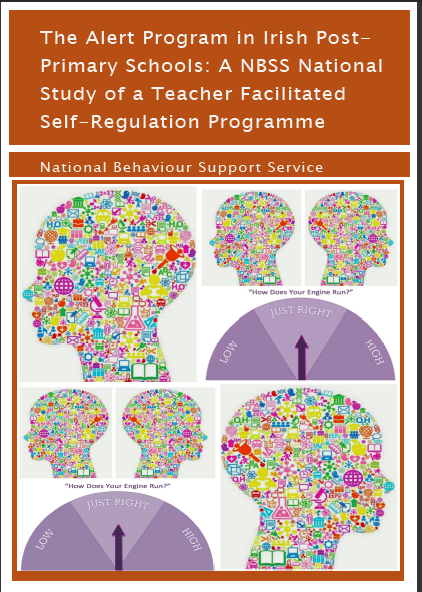 The Alert Program in Irish Post-
Primary Schools: A NBSS National
Study of a Teacher Facilitated
Self-Regulation Programme
National Behaviour Support Service
"How Does Your Engine Run?"
LOW
JUST RIGHT
HIGH
"How Does Your Engine Run?"
LOW
JUST RIGHT
HIGH